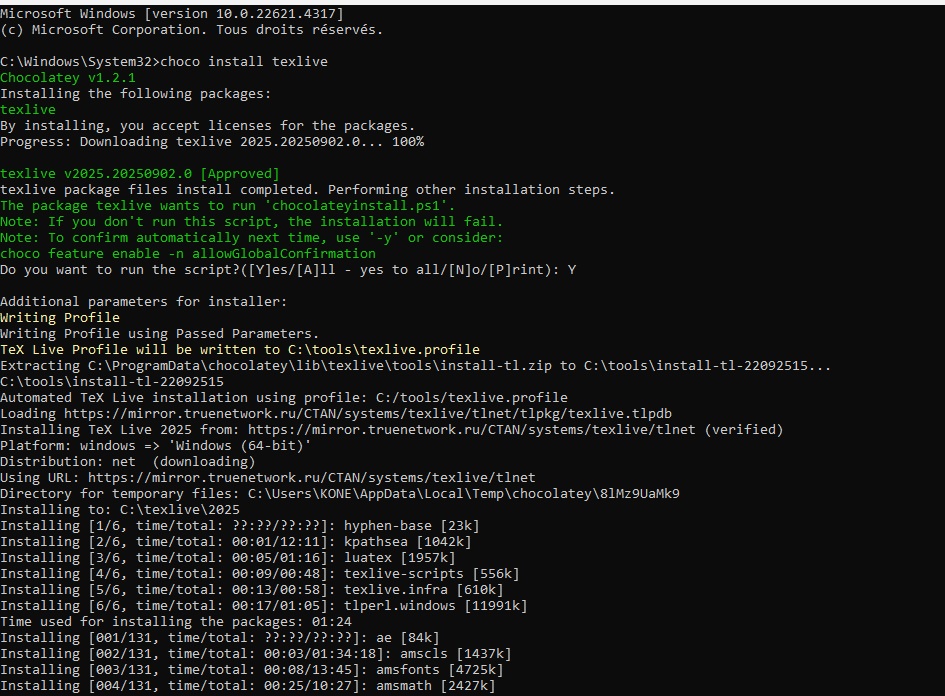 Microsoft Windows [version 10.0.22621.4317]
(c) Microsoft Corporation. Tous droits réservés.
C:\Windows\System32>choco install texlive
Chocolatey v1.2.1
Installing the following packages:
texlive
By installing, you accept licenses for the packages.
Progress: Downloading texlive 2025.20250902.0... 100%
texlive v2025.20250902.0 [Approved]
texlive package files install completed. Performing other installation steps.
The package texlive wants to run 'chocolateyinstall.ps1'.
Note: If you don't run this script, the installation will fail.
Note: To confirm automatically next time, use '-y' or consider:
choco feature enable -n allowGlobalConfirmation
Do you want to run the script?([Y]es/[A]ll - yes to all/[N]o/[P]rint): Y
Additional parameters for installer:
Writing Profile
Writing Profile using Passed Parameters.
TeX Live Profile will be written to C:\tools\texlive.profile
Extracting C:\ProgramData\chocolatey\lib\texlive\tools\install-tl.zip to C:\tools\install-tl-22092515...
C:\tools\install-tl-22092515
Automated TeX Live installation using profile: C:/tools/texlive.profile
Loading https://mirror.truenetwork.ru/CTAN/systems/texlive/tlnet/tlpkg/texlive.tlpdb
Installing TeX Live 2025 from: https://mirror.truenetwork.ru/CTAN/systems/texlive/tlnet (verified)
Platform: windows => 'Windows (64-bit)'
Distribution: net  (downloading)
Using URL: https://mirror.truenetwork.ru/CTAN/systems/texlive/tlnet
Directory for temporary files: C:\Users\KONE\AppData\Local\Temp\chocolatey\8lMz9UaMk9
Installing to: C:\texlive\2025
Installing [1/6, time/total: ??:??/??:??]: hyphen-base [23k]
Installing [2/6, time/total: 00:01/12:11]: kpathsea [1042k]
Installing [3/6, time/total: 00:05/01:16]: luatex [1957k]
Installing [4/6, time/total: 00:09/00:48]: texlive-scripts [556k]
Installing [5/6, time/total: 00:13/00:58]: texlive.infra [610k]
Installing [6/6, time/total: 00:17/01:05]: tlperl.windows [11991k]
Time used for installing the packages: 01:24
Installing [001/131, time/total: ??:??/??:??]: ae [84k]
Installing [002/131, time/total: 00:03/01:34:18]: amscls [1437k]
Installing [003/131, time/total: 00:08/13:45]: amsfonts [4725k]
Installing [004/131, time/total: 00:25/10:27]: amsmath [2427k]